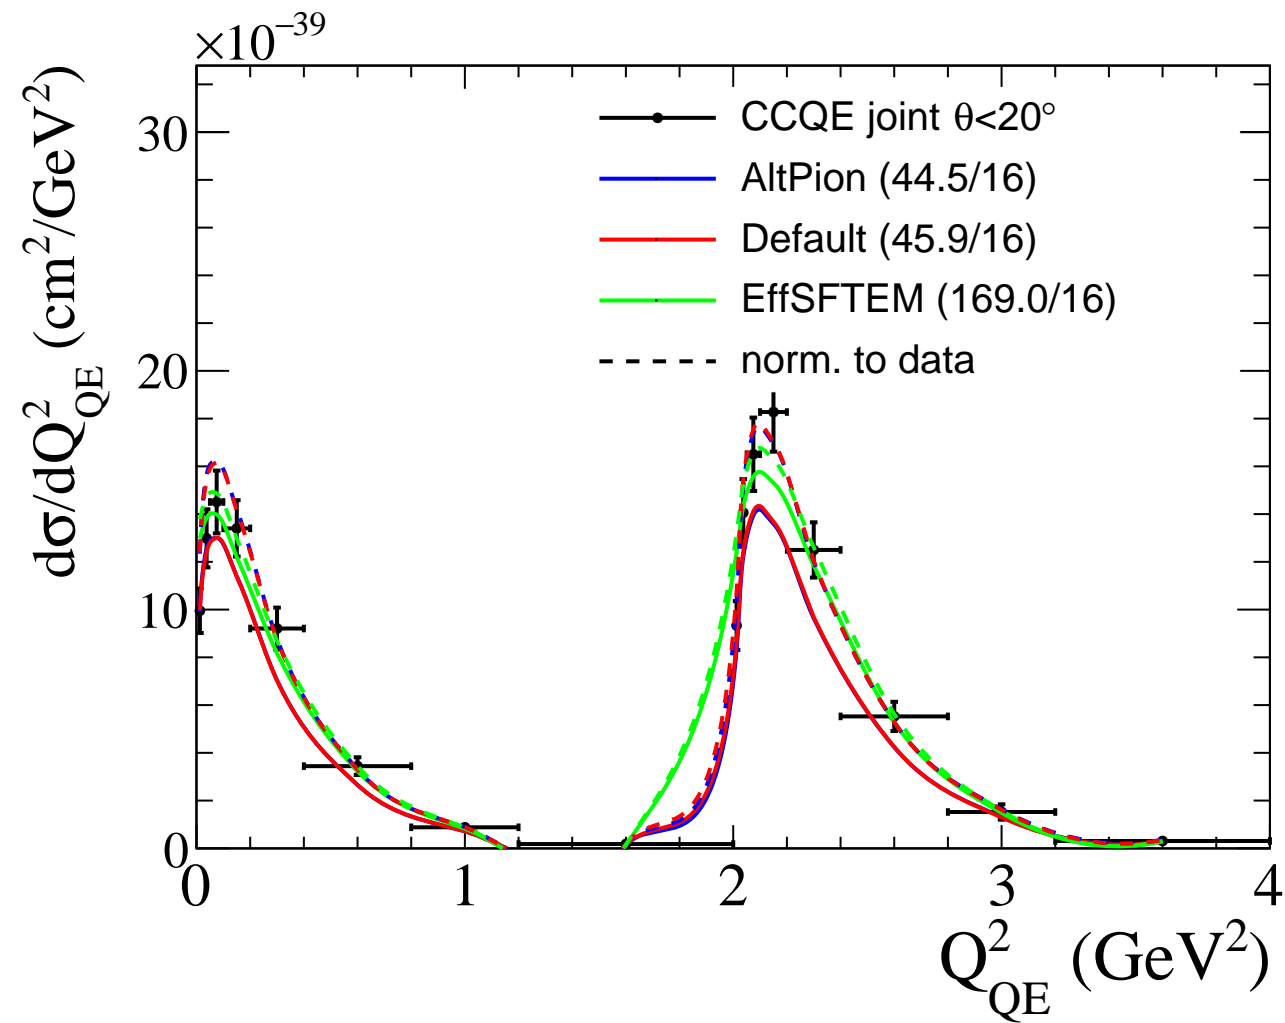 ×10⁻³⁹
dσ/dQ²_QE (cm²/GeV²)
30
20
10
0
CCQE joint θ<20°
AltPion (44.5/16)
Default (45.9/16)
EffSFTEM (169.0/16)
norm. to data
0 1 2 3 4
Q²_QE (GeV²)